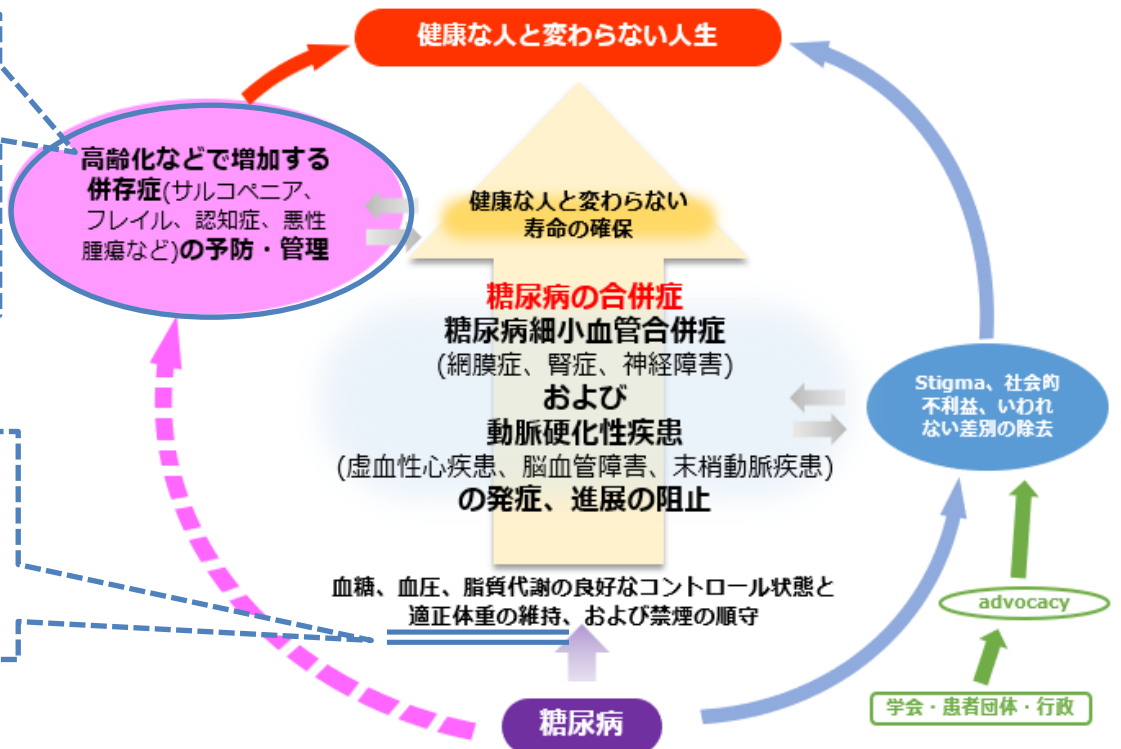 健康な人と変わらない人生
高齢化などで増加する
併存症(サルコペニア、
フレイル、認知症、悪性
腫瘍など)の予防・管理
健康な人と変わらない
寿命の確保
糖尿病の合併症
糖尿病細小血管合併症
(網膜症、腎症、神経障害)
および
動脈硬化性疾患
(虚血性心疾患、脳血管障害、末梢動脈疾患)
の発症、進展の阻止
Stigma、社会的
不利益、いわれ
ない差別の除去
血糖、血圧、脂質代謝の良好なコントロール状態と
適正体重の維持、および禁煙の順守
advocacy
学会・患者団体・行政
糖尿病